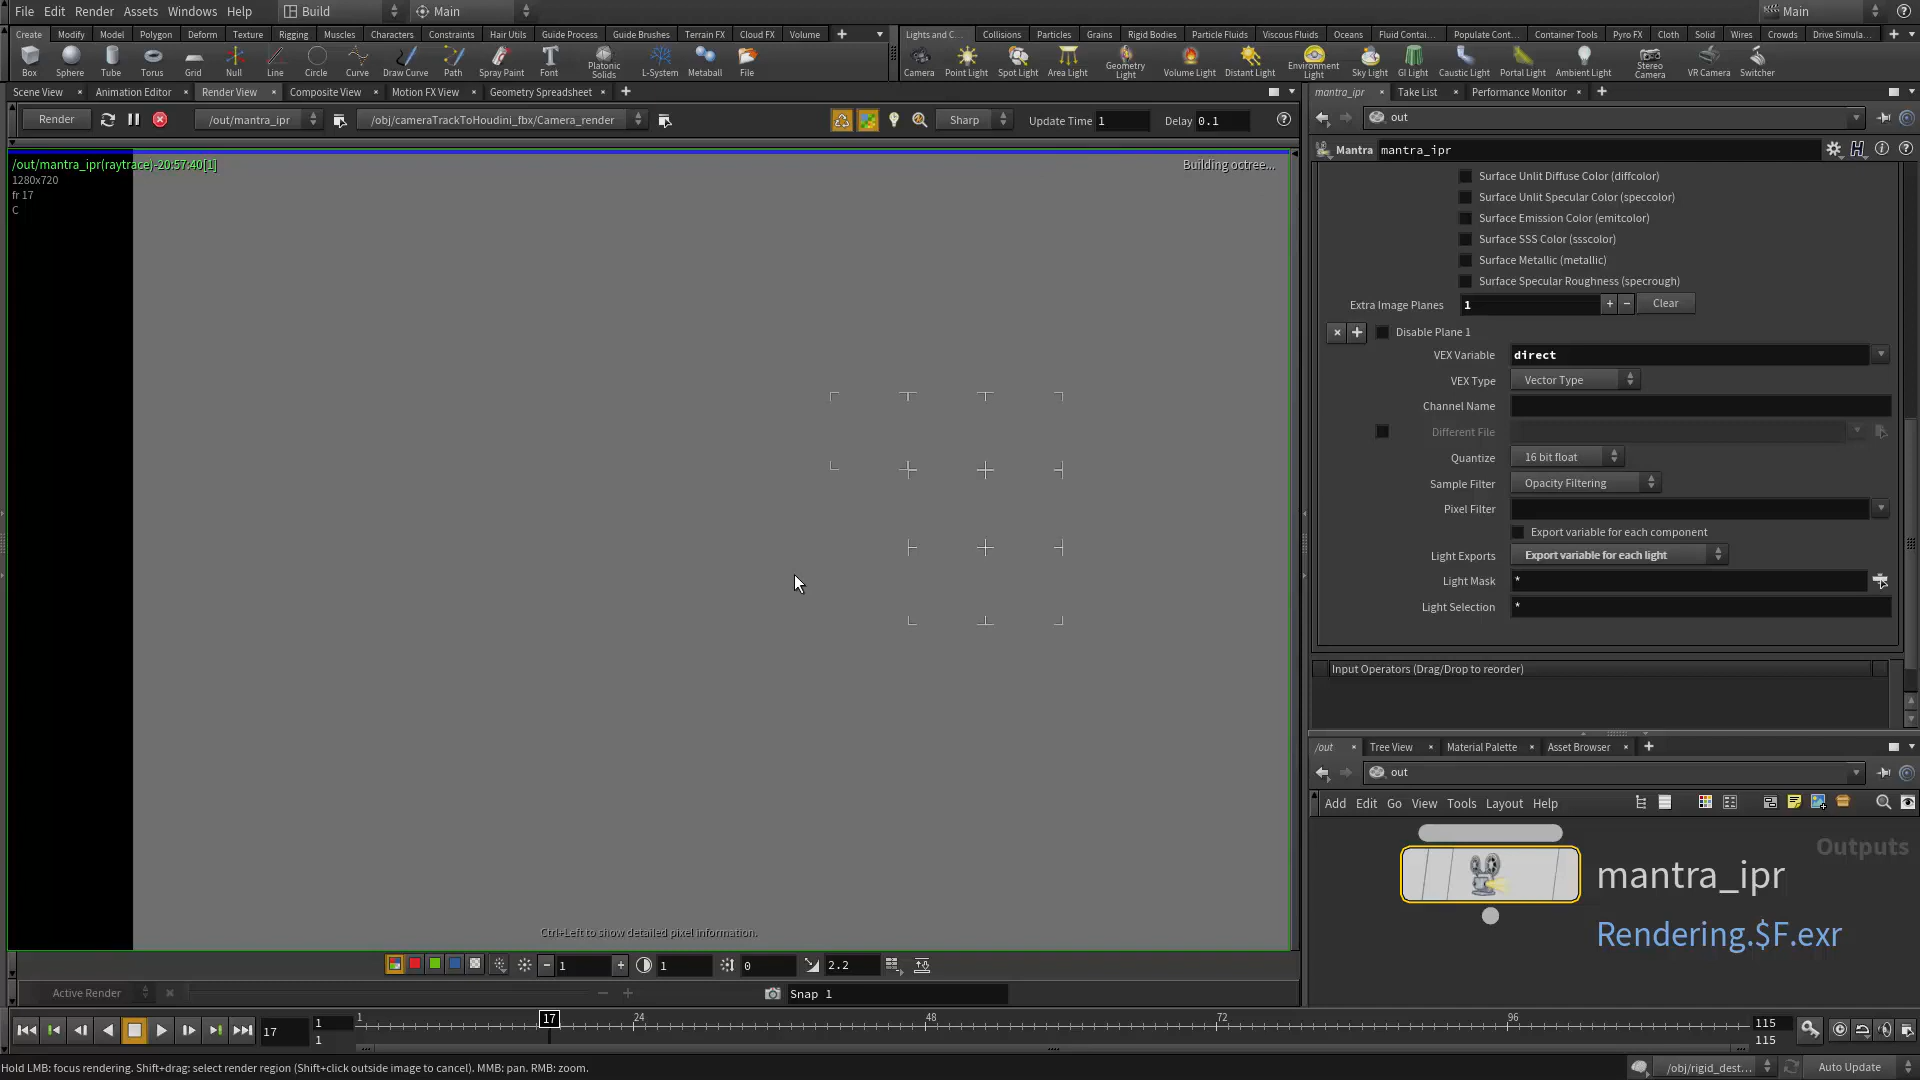 File Edit Render Assets Windows Help Build Main Main
Create Modify Model Polygon Deform Texture Rigging Muscles Characters Constraints Hair Utils Guide Process Guide Brushes Terrain FX Cloud FX Volume
Lights and C... Collisions Particles Grains Rigid Bodies Particle Fluids Viscous Fluids Oceans Fluid Contai... Populate Cont... Container Tools Pyro FX Cloth Solid Wires Crowds Drive Simula...
Box Sphere Tube Torus Grid Null Line Circle Curve Draw Curve Path Spray Paint Font Platonic Solids L-System Metaball File
Camera Point Light Spot Light Area Light Geometry Light Volume Light Distant Light Environment Light Sky Light GI Light Caustic Light Portal Light Ambient Light Stereo Camera VR Camera Switcher
Scene View Animation Editor Render View Composite View Motion FX View Geometry Spreadsheet
Render /out/mantra_ipr /obj/cameraTrackToHoudini_fbx/Camera_render Sharp Update Time 1 Delay 0.1
/out/mantra_ipr(raytrace)-20:57:40[1]
Building octree...
1280x720
fr 17
C
Ctrl+Left to show detailed pixel information.
1 1 0 2.2
Active Render Snap 1
mantra_ipr Take List Performance Monitor
out
Mantra mantra_ipr
Surface Unlit Diffuse Color (diffcolor)
Surface Unlit Specular Color (speccolor)
Surface Emission Color (emitcolor)
Surface SSS Color (ssscolor)
Surface Metallic (metallic)
Surface Specular Roughness (specrough)
Extra Image Planes 1 Clear
Disable Plane 1
VEX Variable direct
VEX Type Vector Type
Channel Name
Different File
Quantize 16 bit float
Sample Filter Opacity Filtering
Pixel Filter
Export variable for each component
Light Exports Export variable for each light
Light Mask *
Light Selection *
Input Operators (Drag/Drop to reorder)
/out Tree View Material Palette Asset Browser
out
Add Edit Go View Tools Layout Help
Outputs
mantra_ipr
Rendering.$F.exr
17 1 1 1 17 24 48 72 96 115 115
Hold LMB: focus rendering. Shift+drag: select render region (Shift+click outside image to cancel). MMB: pan. RMB: zoom.
/obj/rigid_dest... Auto Update